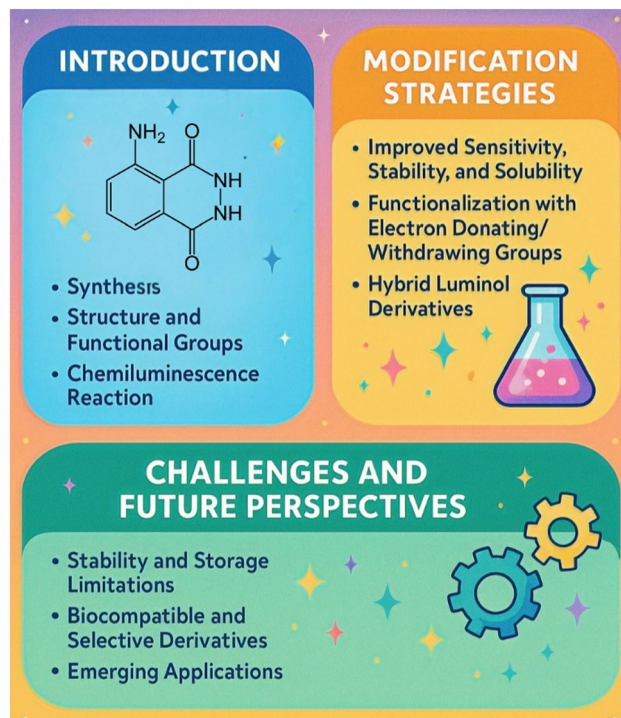 INTRODUCTION
NH₂
O
NH
NH
O
• Synthesis
• Structure and
Functional Groups
• Chemiluminescence
Reaction
MODIFICATION
STRATEGIES
• Improved Sensitivity,
Stability, and Solubility
• Functionalization with
Electron Donating/
Withdrawing Groups
• Hybrid Luminol
Derivatives
CHALLENGES AND
FUTURE PERSPECTIVES
• Stability and Storage
Limitations
• Biocompatible and
Selective Derivatives
• Emerging Applications